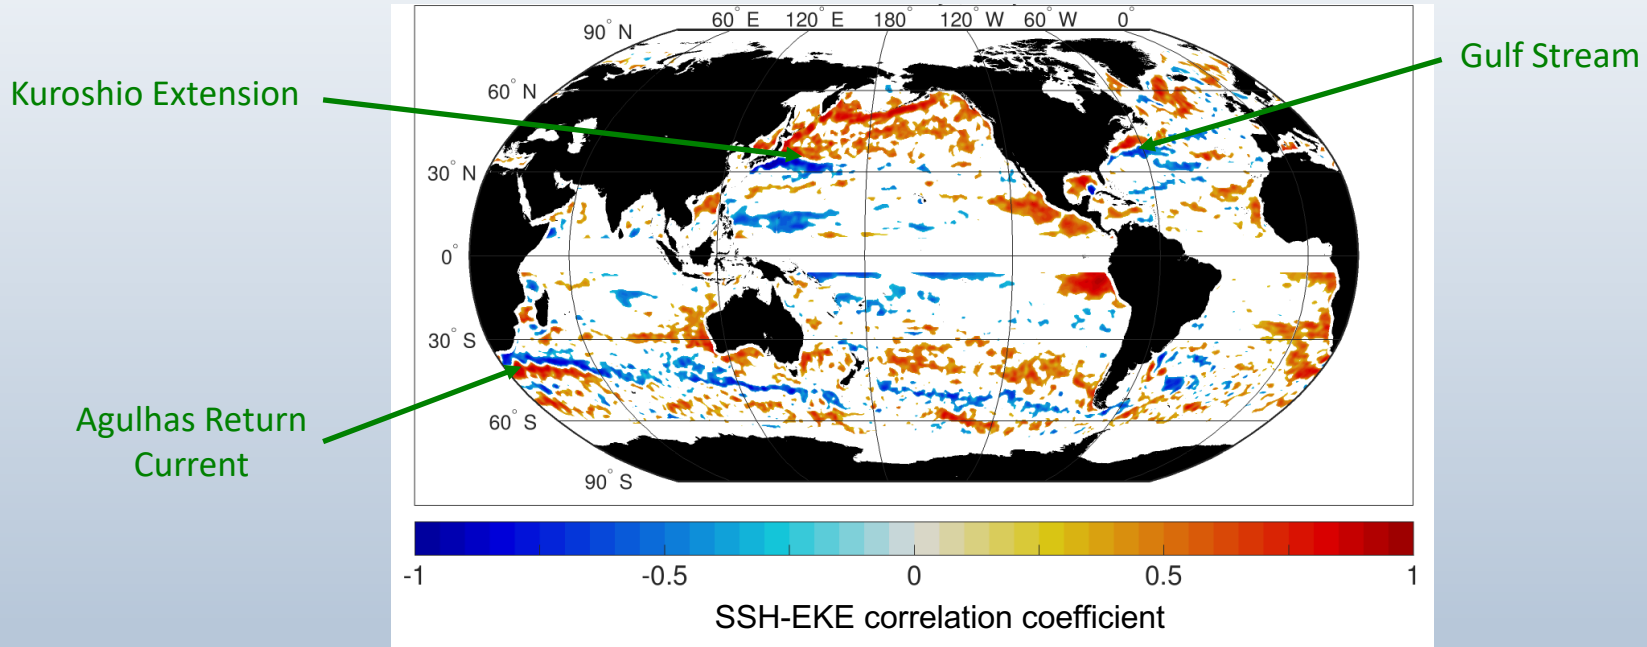 60° E 120° E 180° 120° W 60° W 0°
90° N
Gulf Stream
Kuroshio Extension
60° N
30° N
0°
30° S
Agulhas Return
Current
60° S
90° S
-1 -0.5 0 0.5 1
SSH-EKE correlation coefficient